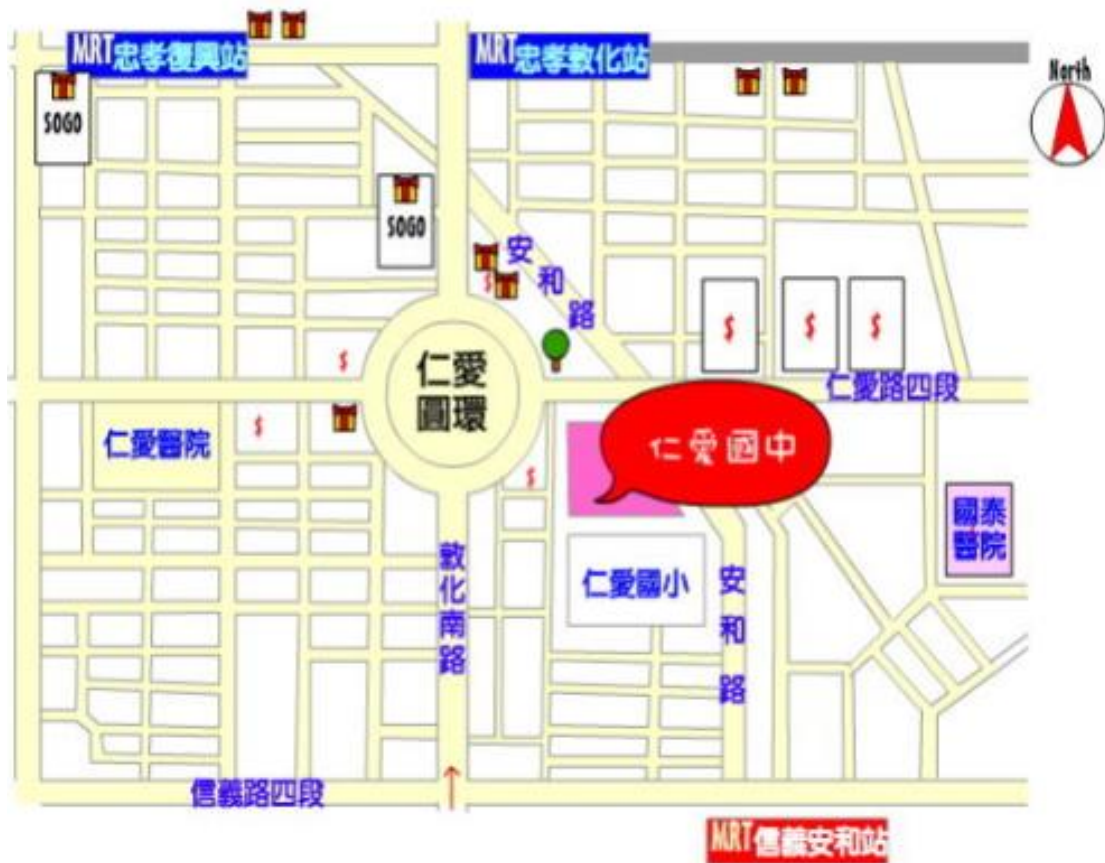 MRT忠孝復興站
MRT忠孝敦化站
North
SOGO
SOGO
安和路
$
$
$
$
$
仁愛圓環
仁愛路四段
仁愛醫院
$
仁愛國中
$
國泰醫院
敦化南路
仁愛國小
安和路
信義路四段
MRT信義安和站